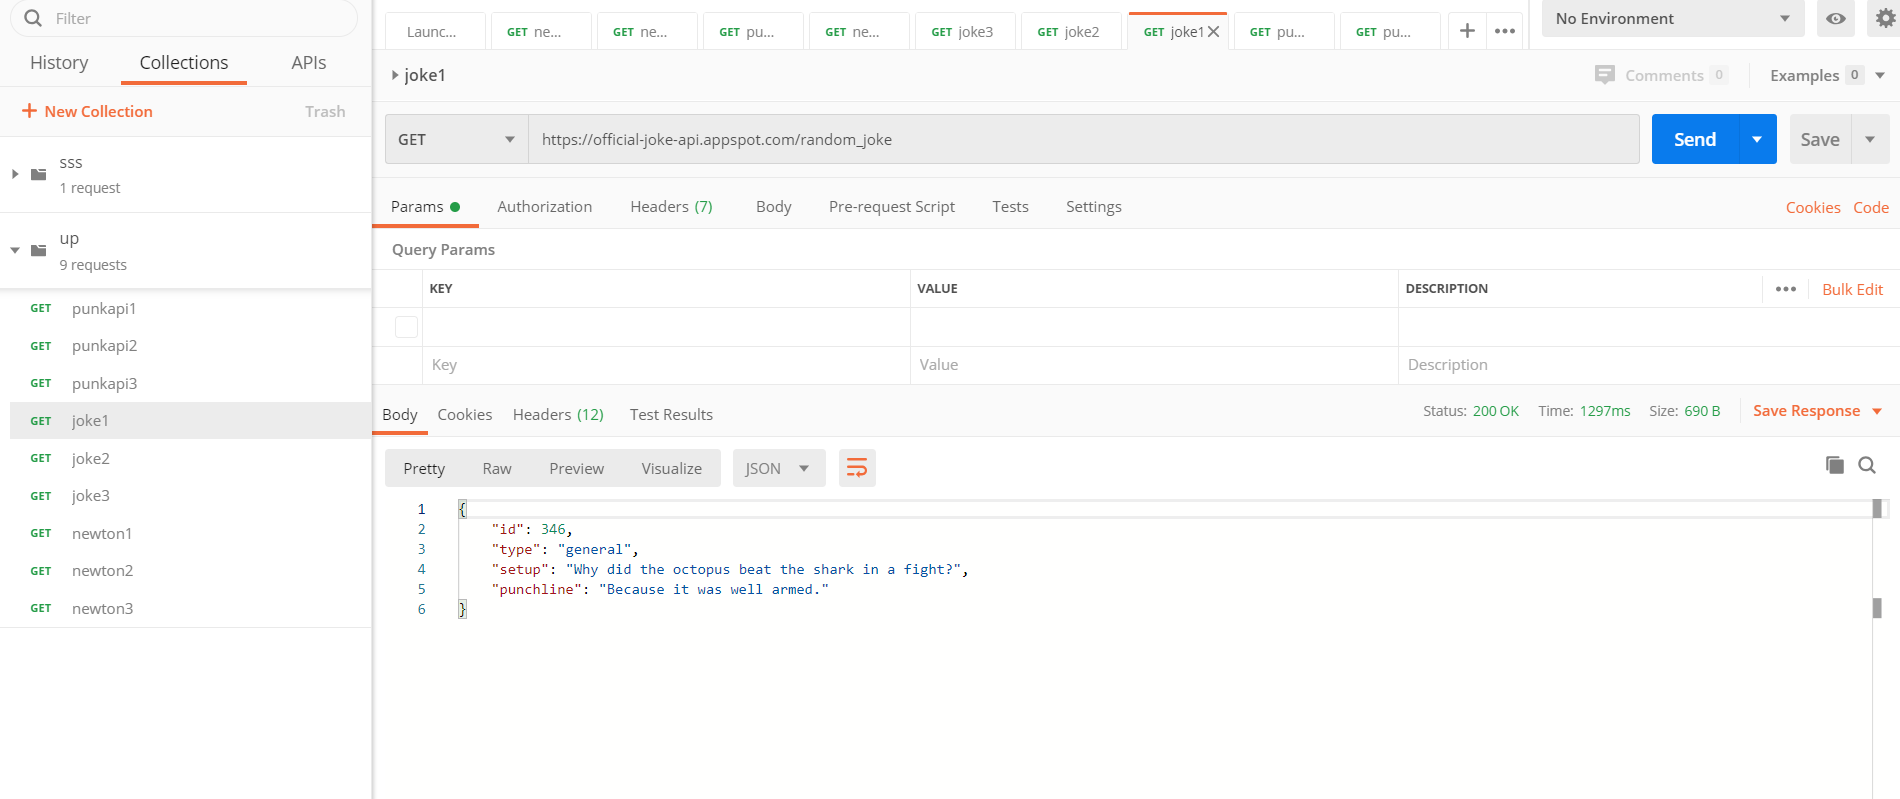 Filter
History Collections APIs
+ New Collection Trash
sss
1 request
up
9 requests
GET punkapi1
GET punkapi2
GET punkapi3
GET joke1
GET joke2
GET joke3
GET newton1
GET newton2
GET newton3
Launc... GET ne... GET ne... GET pu... GET ne... GET joke3 GET joke2 GET joke1 GET pu... GET pu... + ••• No Environment
joke1 Comments 0 Examples 0
GET https://official-joke-api.appspot.com/random_joke Send Save
Params Authorization Headers (7) Body Pre-request Script Tests Settings Cookies Code
Query Params
KEY VALUE DESCRIPTION ••• Bulk Edit
Key Value Description
Body Cookies Headers (12) Test Results Status: 200 OK Time: 1297ms Size: 690 B Save Response
Pretty Raw Preview Visualize JSON
1 {
2 "id": 346,
3 "type": "general",
4 "setup": "Why did the octopus beat the shark in a fight?",
5 "punchline": "Because it was well armed."
6 }